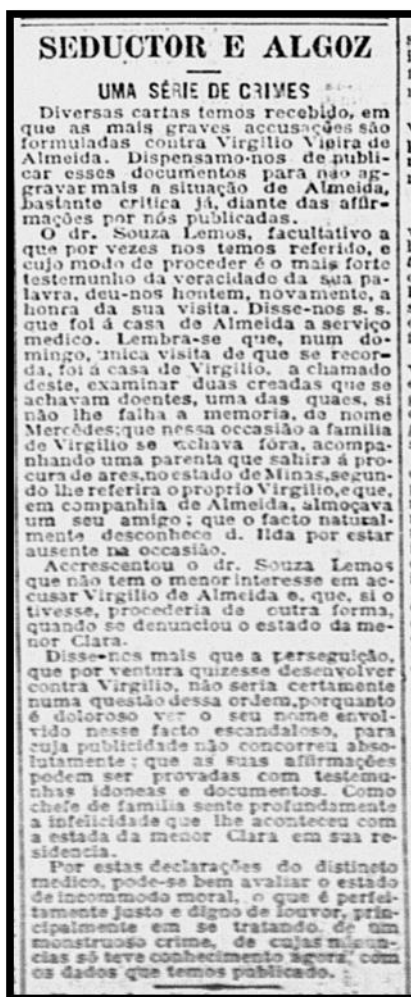 SEDUCTOR E ALGOZ
UMA SÉRIE DE CRIMES
Diversas cartas temos recebido, em
que as mais graves accusações são
formuladas contra Virgilio Vieira de
Almeida. Dispensamo-nos de publi-
car esses documentos para não ag-
gravar mais a situação de Almeida,
bastante critica já, diante das affir-
mações por nós publicadas.
O dr. Souza Lemos, facultativo a
que por vezes nos temos referido, e
cujo modo de proceder é o mais forte
testemunho da veracidade da sua pa-
lavra, deu-nos hontem, novamente, a
honra da sua visita. Disse-nos s. s.
que foi á casa de Almeida a serviço
medico. Lembra-se que, num do-
mingo, unica visita de que se recor-
da, foi á casa de Virgilio, a chamado
deste, examinar duas creadas que se
achavam doentes, uma das quaes, si
não lhe falha a memoria, de nome
Mercêdes; que nessa occasião a familia
de Virgilio se achava fóra, acompa-
nhando uma parenta que sahira á pro-
cura de ares, no estado de Minas, segun-
do lhe referira o proprio Virgilio, e que,
em companhia de Almeida, almoçava
um seu amigo; que o facto natural-
mente desconhece d. Ilda por estar
ausente na occasião.
Accrescentou o dr. Souza Lemos
que não tem o menor interesse em ac-
cusar Virgilio de Almeida e, que, si o
tivesse, procederia de outra forma,
quando se denunciou o estado da me-
nor Clara.
Disse-nos mais que a perseguição,
que por ventura quizesse desenvolver
contra Virgilio, não seria certamente
numa questão dessa ordem, porquanto
é doloroso ver o seu nome envol-
vido nesse facto escandaloso, para
cuja publicidade não concorreu abso-
lutamente; que as suas affirmações
podem ser provadas com testemu-
nhas idoneas e documentos. Como
chefe de familia sente profundamente
a infelicidade que lhe aconteceu com
a estada da menor Clara em sua re-
sidencia.
Por estas declarações do distincto
medico, pode-se bem avaliar o estado
de incommodo moral, o que é perfei-
tamente justo e digno de louvor, prin-
cipalmente em se tratando de um
monstruoso crime, de cujas minun-
cias só teve conhecimento agora, com
os dados que temos publicado.